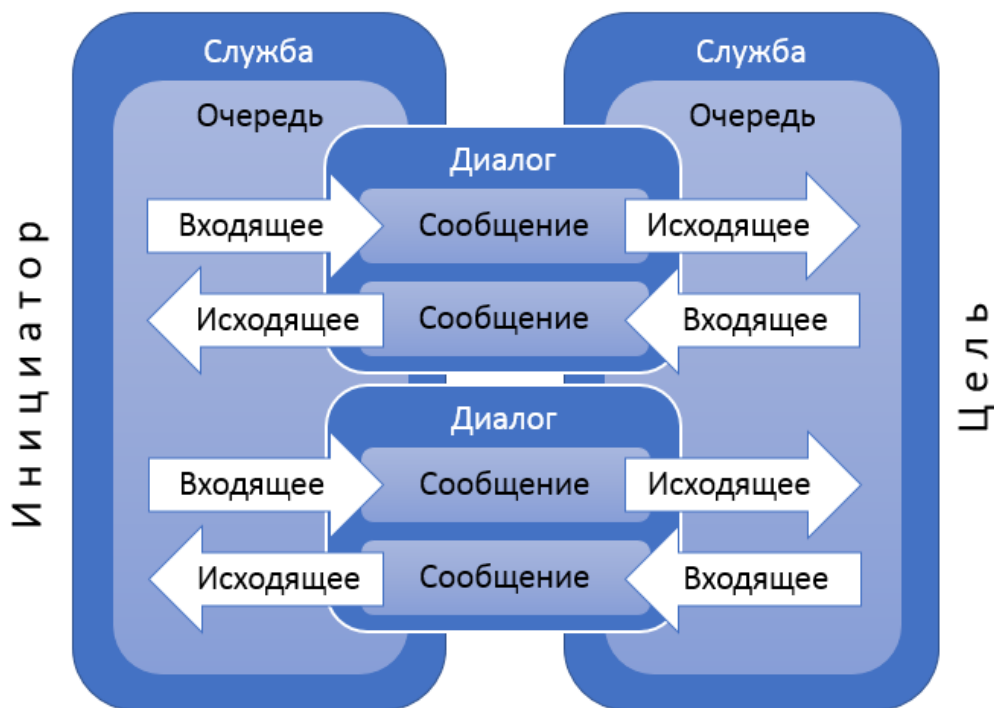 Служба
Служба
Очередь
Очередь
Диалог
Входящее
Сообщение
Исходящее
Исходящее
Сообщение
Входящее
Диалог
Входящее
Сообщение
Исходящее
Исходящее
Сообщение
Входящее
Инициатор
Цель